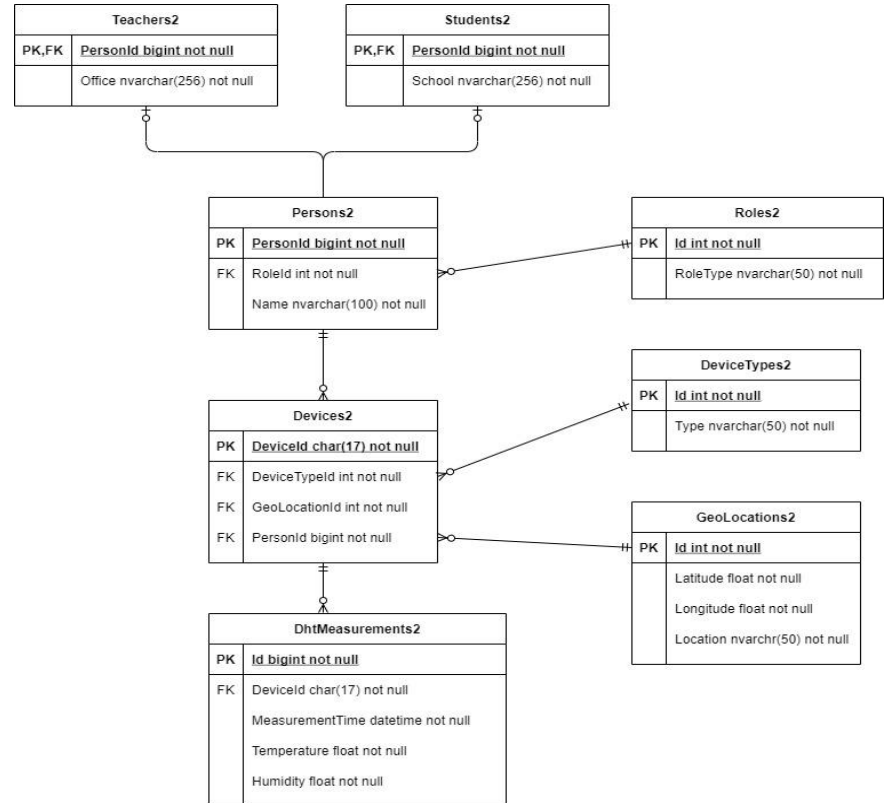 Teachers2
PK,FK PersonId bigint not null
Office nvarchar(256) not null
Students2
PK,FK PersonId bigint not null
School nvarchar(256) not null
Persons2
PK PersonId bigint not null
FK RoleId int not null
Name nvarchar(100) not null
Roles2
PK Id int not null
RoleType nvarchar(50) not null
DeviceTypes2
PK Id int not null
Type nvarchar(50) not null
Devices2
PK DeviceId char(17) not null
FK DeviceTypeId int not null
FK GeoLocationId int not null
FK PersonId bigint not null
GeoLocations2
PK Id int not null
Latitude float not null
Longitude float not null
Location nvarchr(50) not null
DhtMeasurements2
PK Id bigint not null
FK DeviceId char(17) not null
MeasurementTime datetime not null
Temperature float not null
Humidity float not null